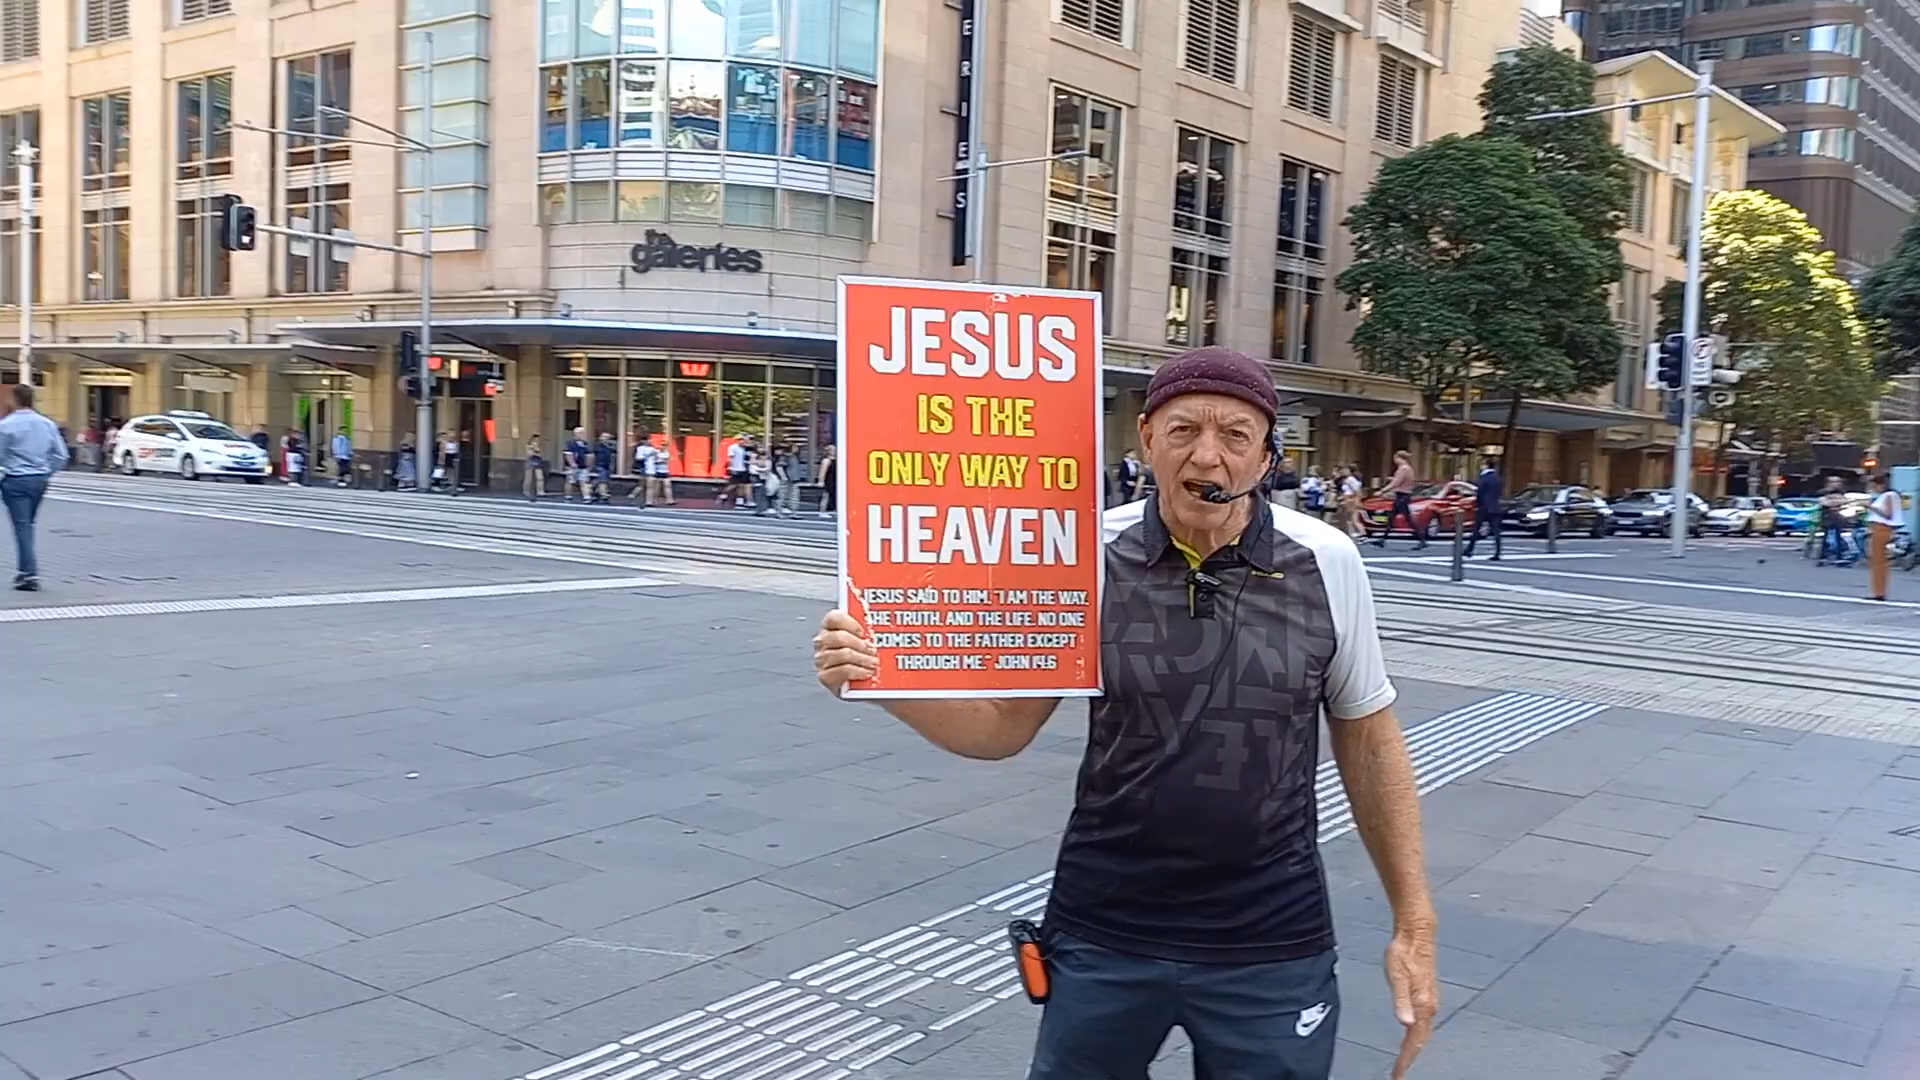 the
galeries
ERIES
JESUS
IS THE
ONLY WAY TO
HEAVEN
JESUS SAID TO HIM, "I AM THE WAY,
THE TRUTH, AND THE LIFE. NO ONE
COMES TO THE FATHER EXCEPT
THROUGH ME." JOHN 14:6